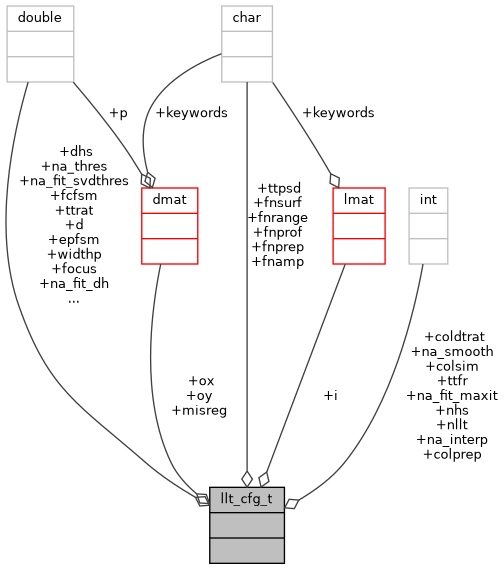 double
char
+p
+keywords
+keywords
+dhs
+na_thres
+na_fit_svdthres
+fcfsm
+ttrat
+d
+epfsm
+widthp
+focus
+na_fit_dh
...
dmat
+ttpsd
+fnsurf
+fnrange
+fnprof
+fnprep
+fnamp
lmat
int
+ox
+oy
+misreg
+i
+coldtrat
+na_smooth
+colsim
+ttfr
+na_fit_maxit
+nhs
+nllt
+na_interp
+colprep
llt_cfg_t